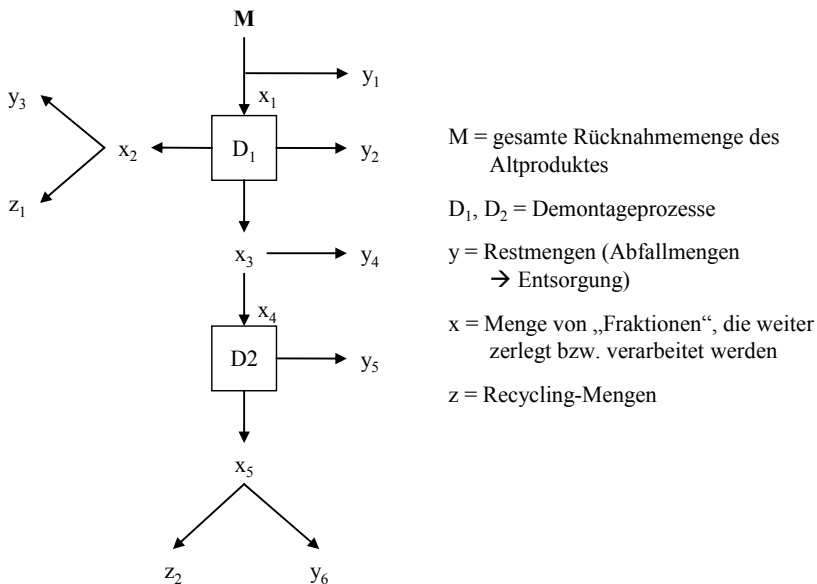 M
y₁
x₁
y₃
x₂
D₁
y₂
z₁
x₃
y₄
x₄
D2
y₅
x₅
z₂
y₆
M = gesamte Rücknahmemenge des
Altproduktes
D₁, D₂ = Demontageprozesse
y = Restmengen (Abfallmengen
→ Entsorgung)
x = Menge von „Fraktionen“, die weiter
zerlegt bzw. verarbeitet werden
z = Recycling-Mengen